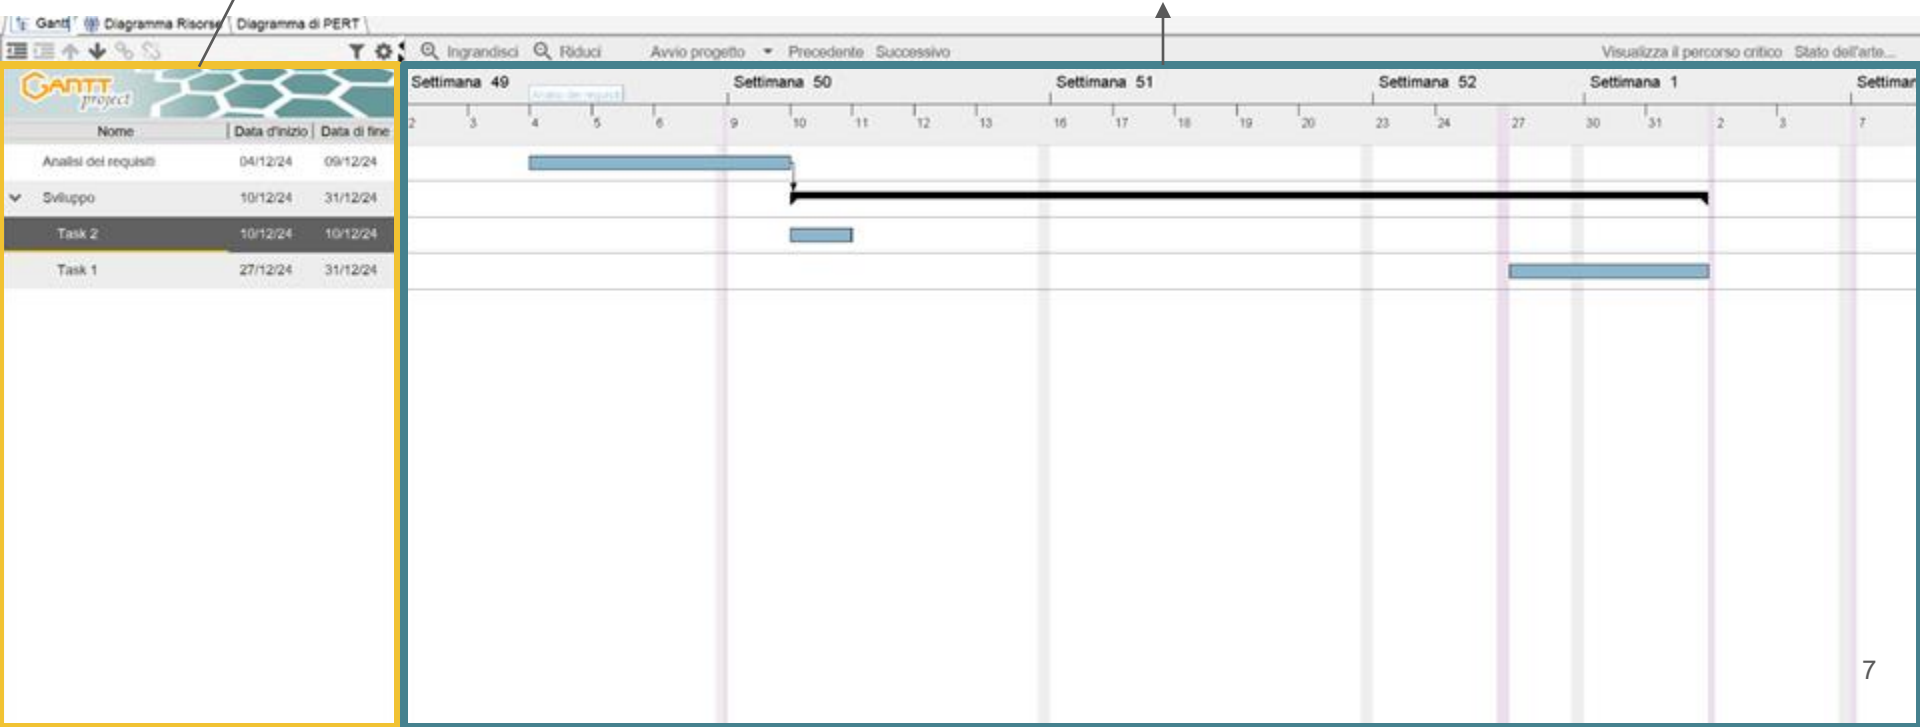 Gantt Diagramma Risorse Diagramma di PERT
Ingrandisci Riduci Avvio progetto Precedente Successivo Visualizza il percorso critico Stato dell'arte...
GANTT project
Settimana 49 Settimana 50 Settimana 51 Settimana 52 Settimana 1 Settimar
Analisi dei requisiti
2 3 4 5 6 9 10 11 12 13 16 17 18 19 20 23 24 27 30 31 2 3 7
Nome Data d'inizio Data di fine
Analisi dei requisiti 04/12/24 09/12/24
Sviluppo 10/12/24 31/12/24
Task 2 10/12/24 10/12/24
Task 1 27/12/24 31/12/24
7